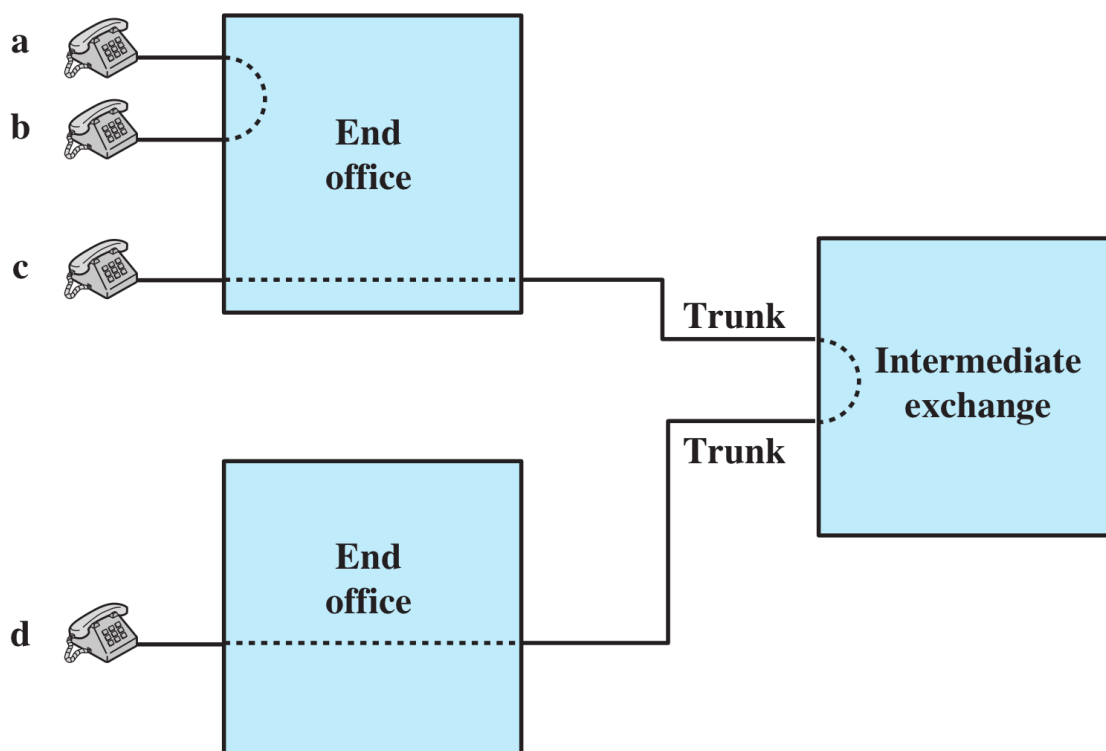 a
b
End
office
c
Trunk
Intermediate
exchange
Trunk
End
office
d